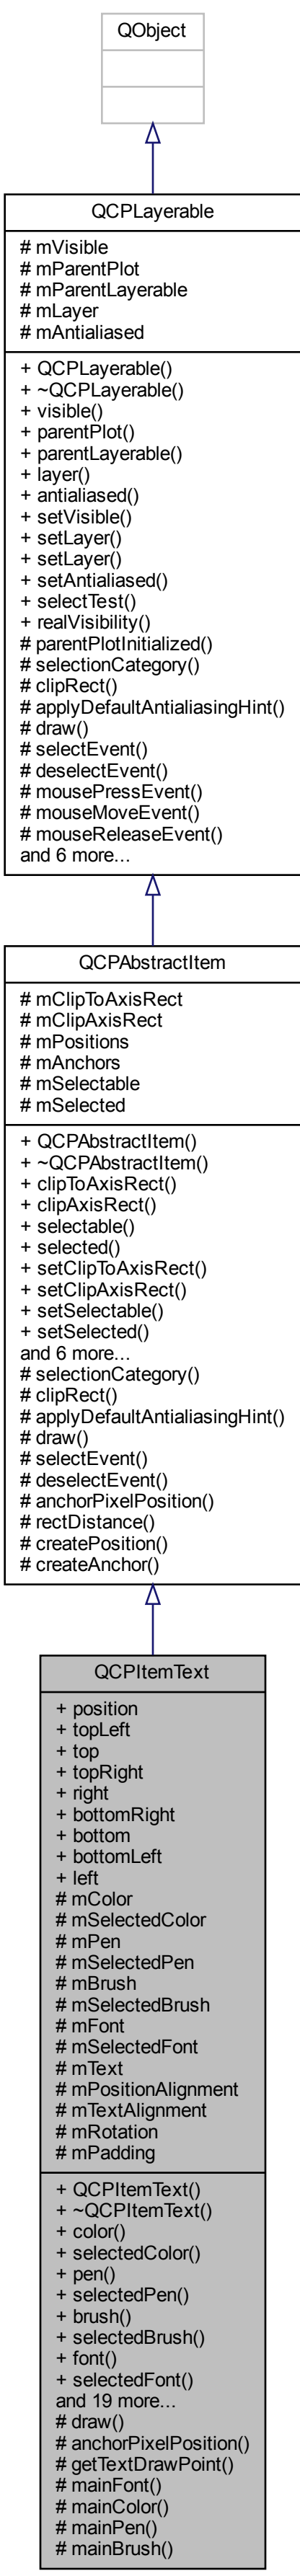 QObject
QCPLayerable
# mVisible
# mParentPlot
# mParentLayerable
# mLayer
# mAntialiased
+ QCPLayerable()
+ ~QCPLayerable()
+ visible()
+ parentPlot()
+ parentLayerable()
+ layer()
+ antialiased()
+ setVisible()
+ setLayer()
+ setLayer()
+ setAntialiased()
+ selectTest()
+ realVisibility()
# parentPlotInitialized()
# selectionCategory()
# clipRect()
# applyDefaultAntialiasingHint()
# draw()
# selectEvent()
# deselectEvent()
# mousePressEvent()
# mouseMoveEvent()
# mouseReleaseEvent()
and 6 more...
QCPAbstractItem
# mClipToAxisRect
# mClipAxisRect
# mPositions
# mAnchors
# mSelectable
# mSelected
+ QCPAbstractItem()
+ ~QCPAbstractItem()
+ clipToAxisRect()
+ clipAxisRect()
+ selectable()
+ selected()
+ setClipToAxisRect()
+ setClipAxisRect()
+ setSelectable()
+ setSelected()
and 6 more...
# selectionCategory()
# clipRect()
# applyDefaultAntialiasingHint()
# draw()
# selectEvent()
# deselectEvent()
# anchorPixelPosition()
# rectDistance()
# createPosition()
# createAnchor()
QCPItemText
+ position
+ topLeft
+ top
+ topRight
+ right
+ bottomRight
+ bottom
+ bottomLeft
+ left
# mColor
# mSelectedColor
# mPen
# mSelectedPen
# mBrush
# mSelectedBrush
# mFont
# mSelectedFont
# mText
# mPositionAlignment
# mTextAlignment
# mRotation
# mPadding
+ QCPItemText()
+ ~QCPItemText()
+ color()
+ selectedColor()
+ pen()
+ selectedPen()
+ brush()
+ selectedBrush()
+ font()
+ selectedFont()
and 19 more...
# draw()
# anchorPixelPosition()
# getTextDrawPoint()
# mainFont()
# mainColor()
# mainPen()
# mainBrush()